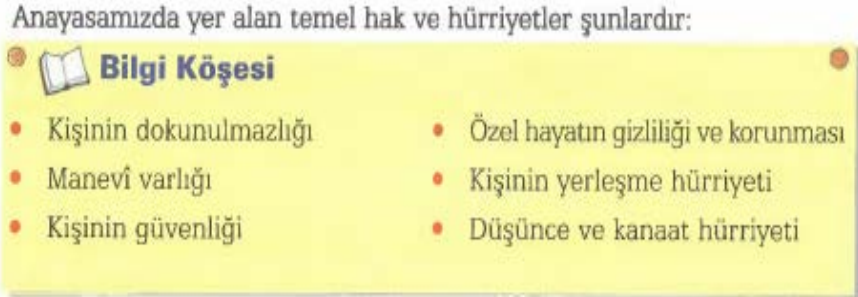 Anayasamızda yer alan temel hak ve hürriyetler şunlardır:
Bilgi Köşesi
• Kişinin dokunulmazlığı
• Manevî varlığı
• Kişinin güvenliği
• Özel hayatın gizliliği ve korunması
• Kişinin yerleşme hürriyeti
• Düşünce ve kanaat hürriyeti